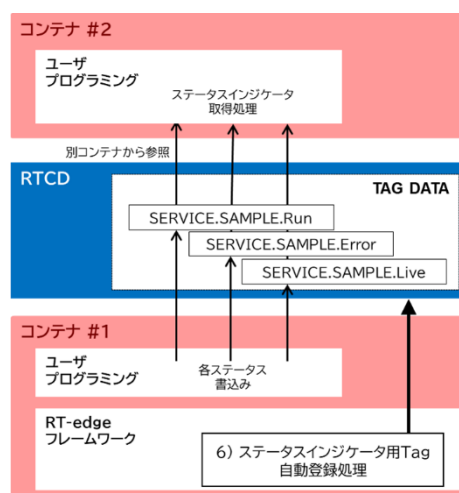 コンテナ #2
ユーザ
プログラミング
ステータスインジケータ
取得処理
別コンテナから参照
RTCD
TAG DATA
SERVICE.SAMPLE.Run
SERVICE.SAMPLE.Error
SERVICE.SAMPLE.Live
コンテナ #1
ユーザ
プログラミング
各ステータス
書込み
RT-edge
フレームワーク
6) ステータスインジケータ用Tag
自動登録処理